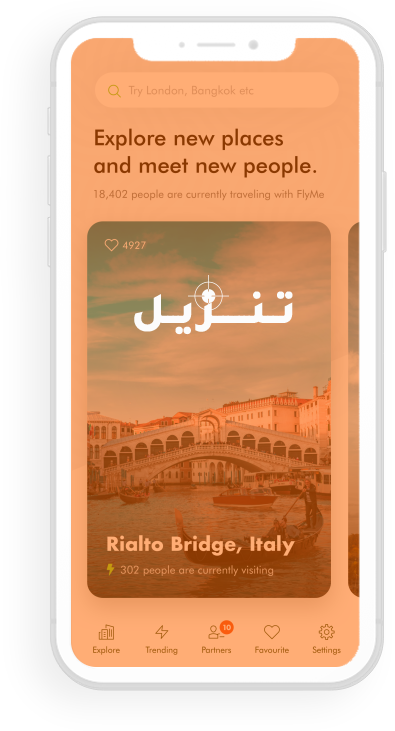 Try London, Bangkok etc
Explore new places
and meet new people.
18,402 people are currently traveling with FlyMe
4927
تنزيل
Rialto Bridge, Italy
302 people are currently visiting
10
Explore Trending Partners Favourite Settings